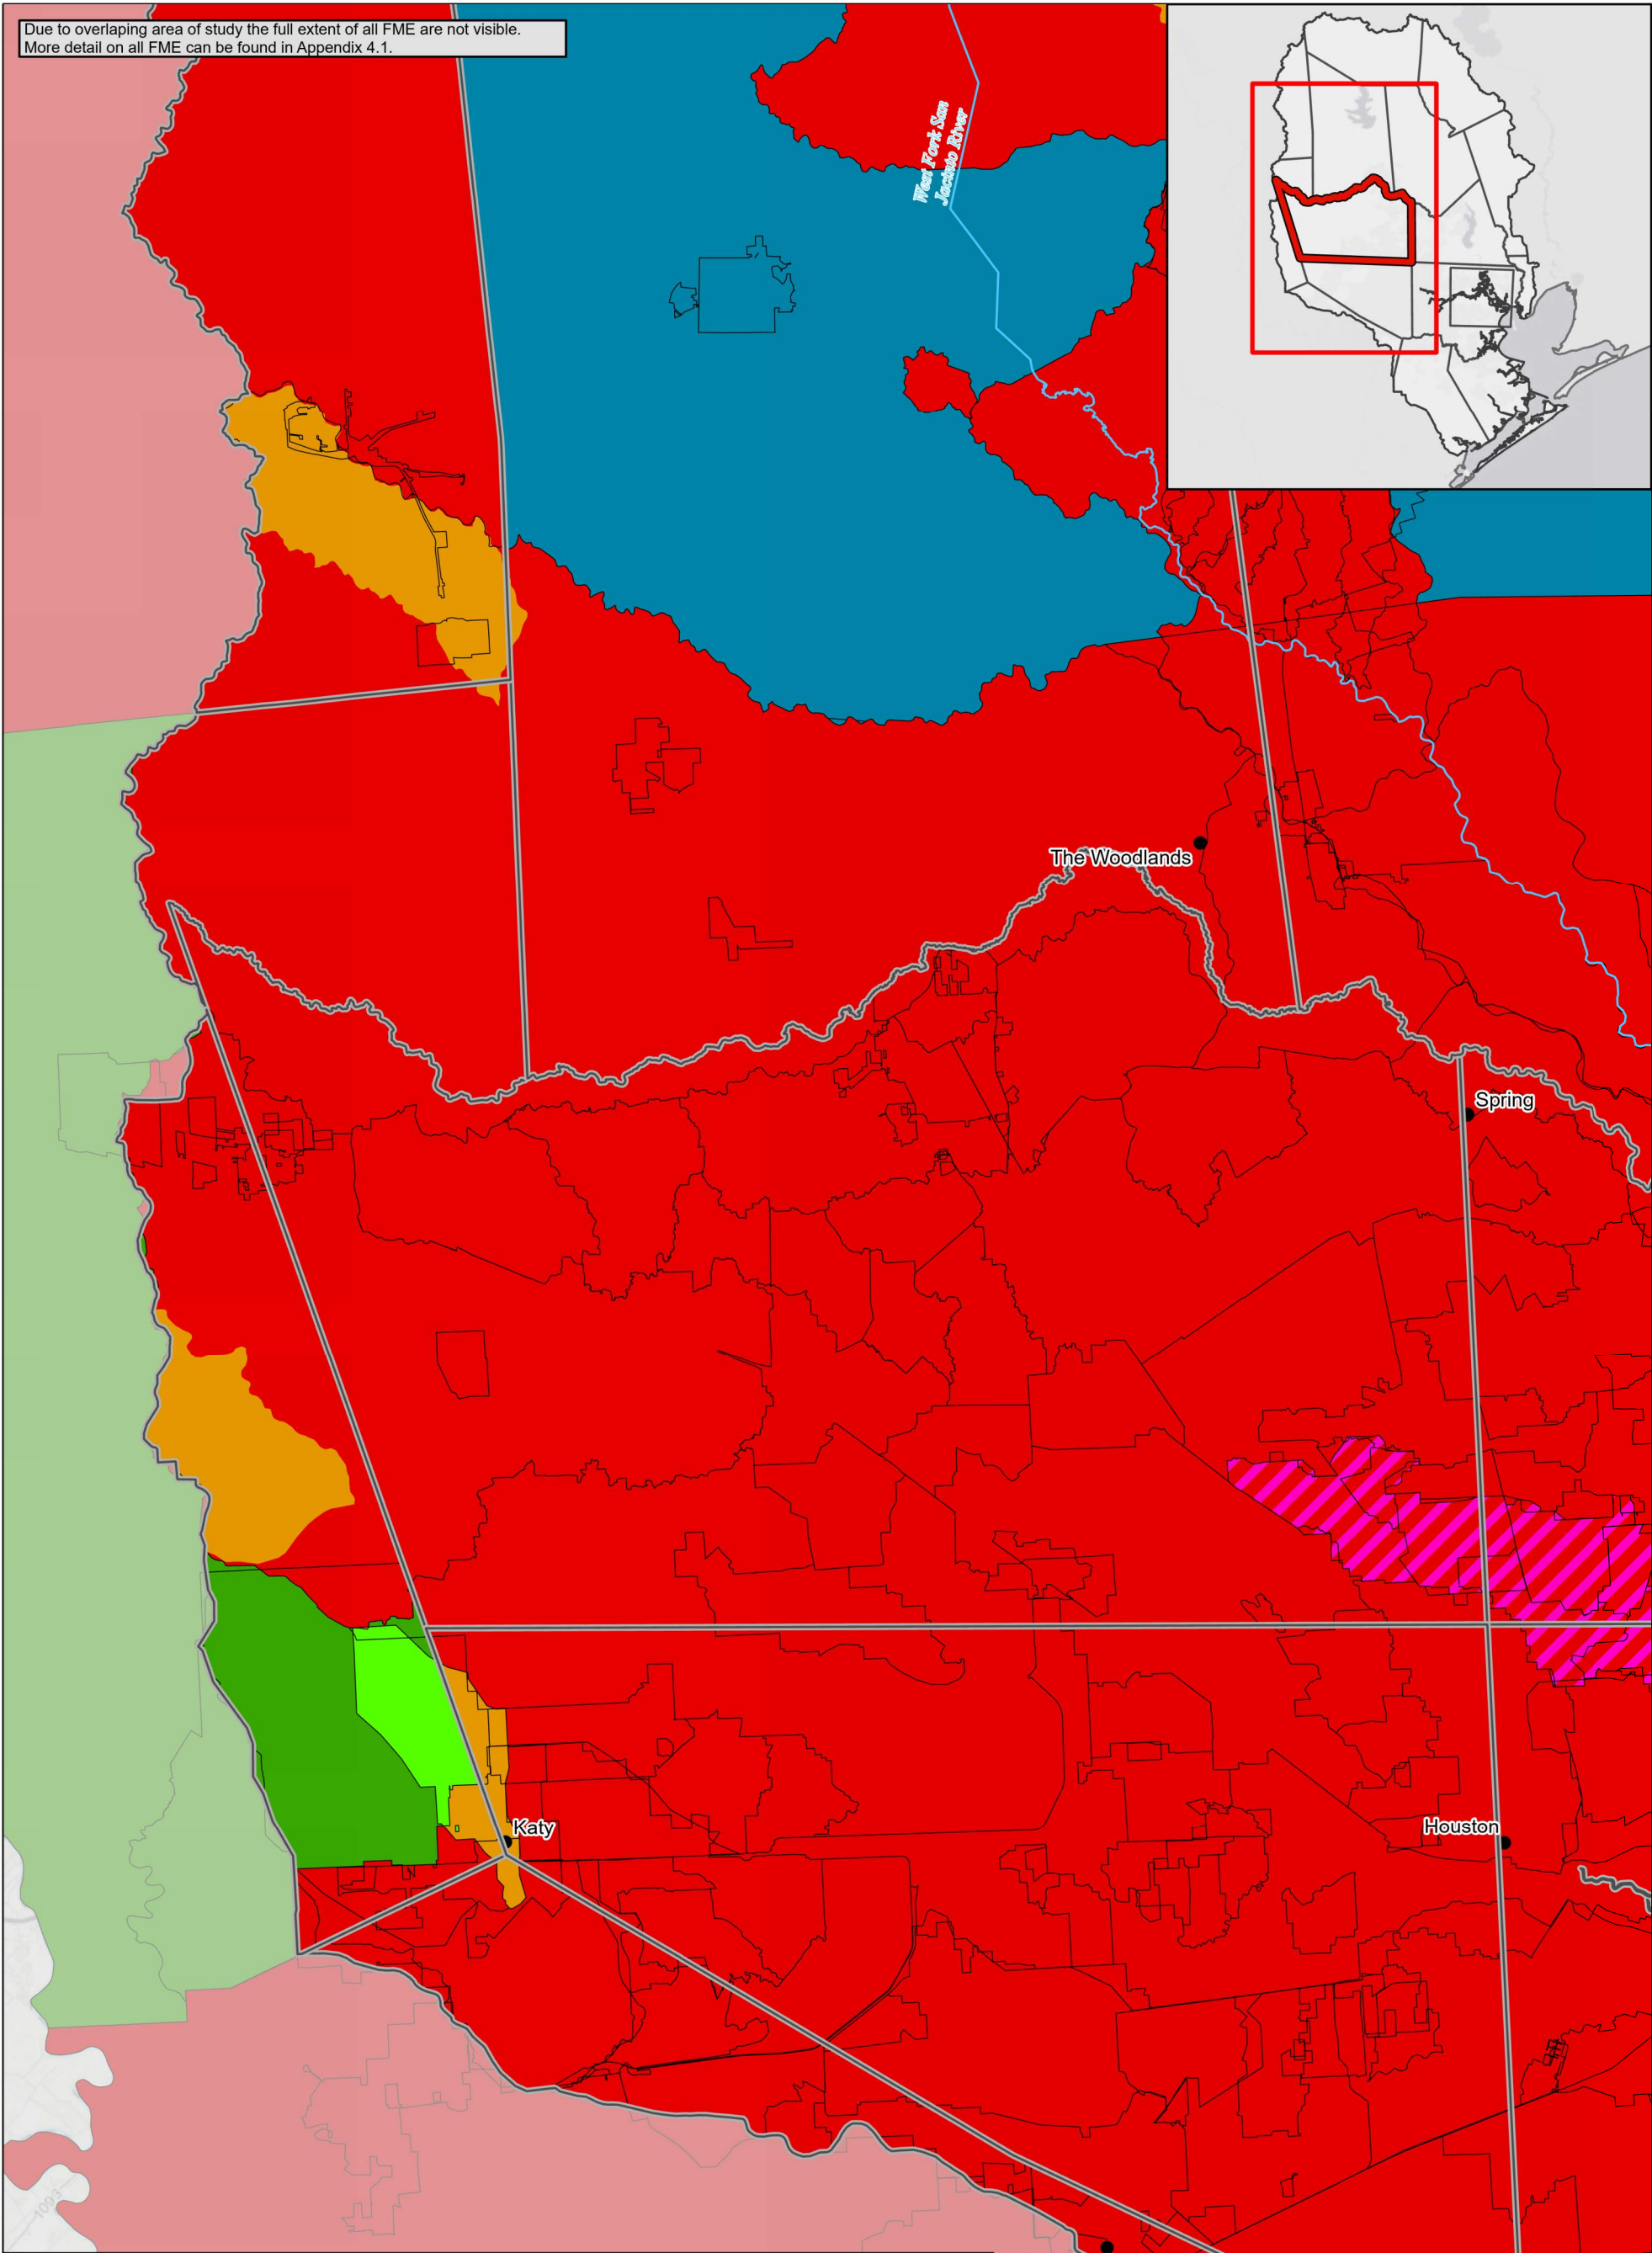 Due to overlaping area of study the full extent of all FME are not visible.
More detail on all FME can be found in Appendix 4.1.
West Fork San
Jacinto River
The Woodlands
Spring
Katy
Houston
1093